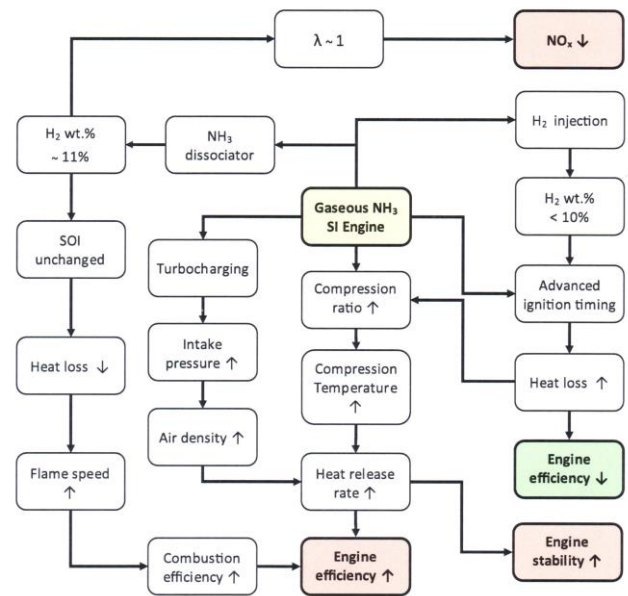 λ ~ 1
NOₓ ↓
H₂ wt.%
~ 11%
NH₃
dissociator
H₂ injection
Gaseous NH₃
SI Engine
H₂ wt.%
< 10%
SOI
unchanged
Turbocharging
Compression
ratio ↑
Advanced
ignition timing
Heat loss ↓
Intake
pressure ↑
Compression
Temperature
↑
Heat loss ↑
Air density ↑
Engine
efficiency ↓
Flame speed
↑
Heat release
rate ↑
Combustion
efficiency ↑
Engine
efficiency ↑
Engine
stability ↑